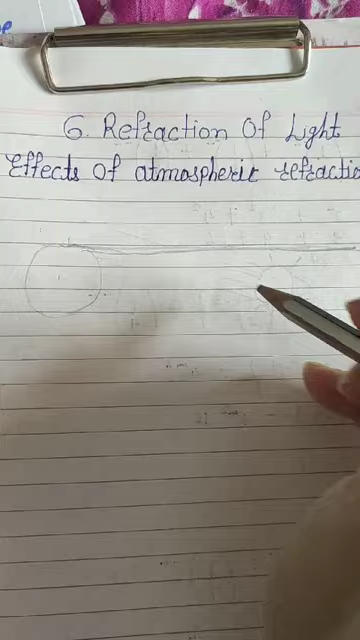 6. Refraction Of Light
Effects Of atmospheric refractio